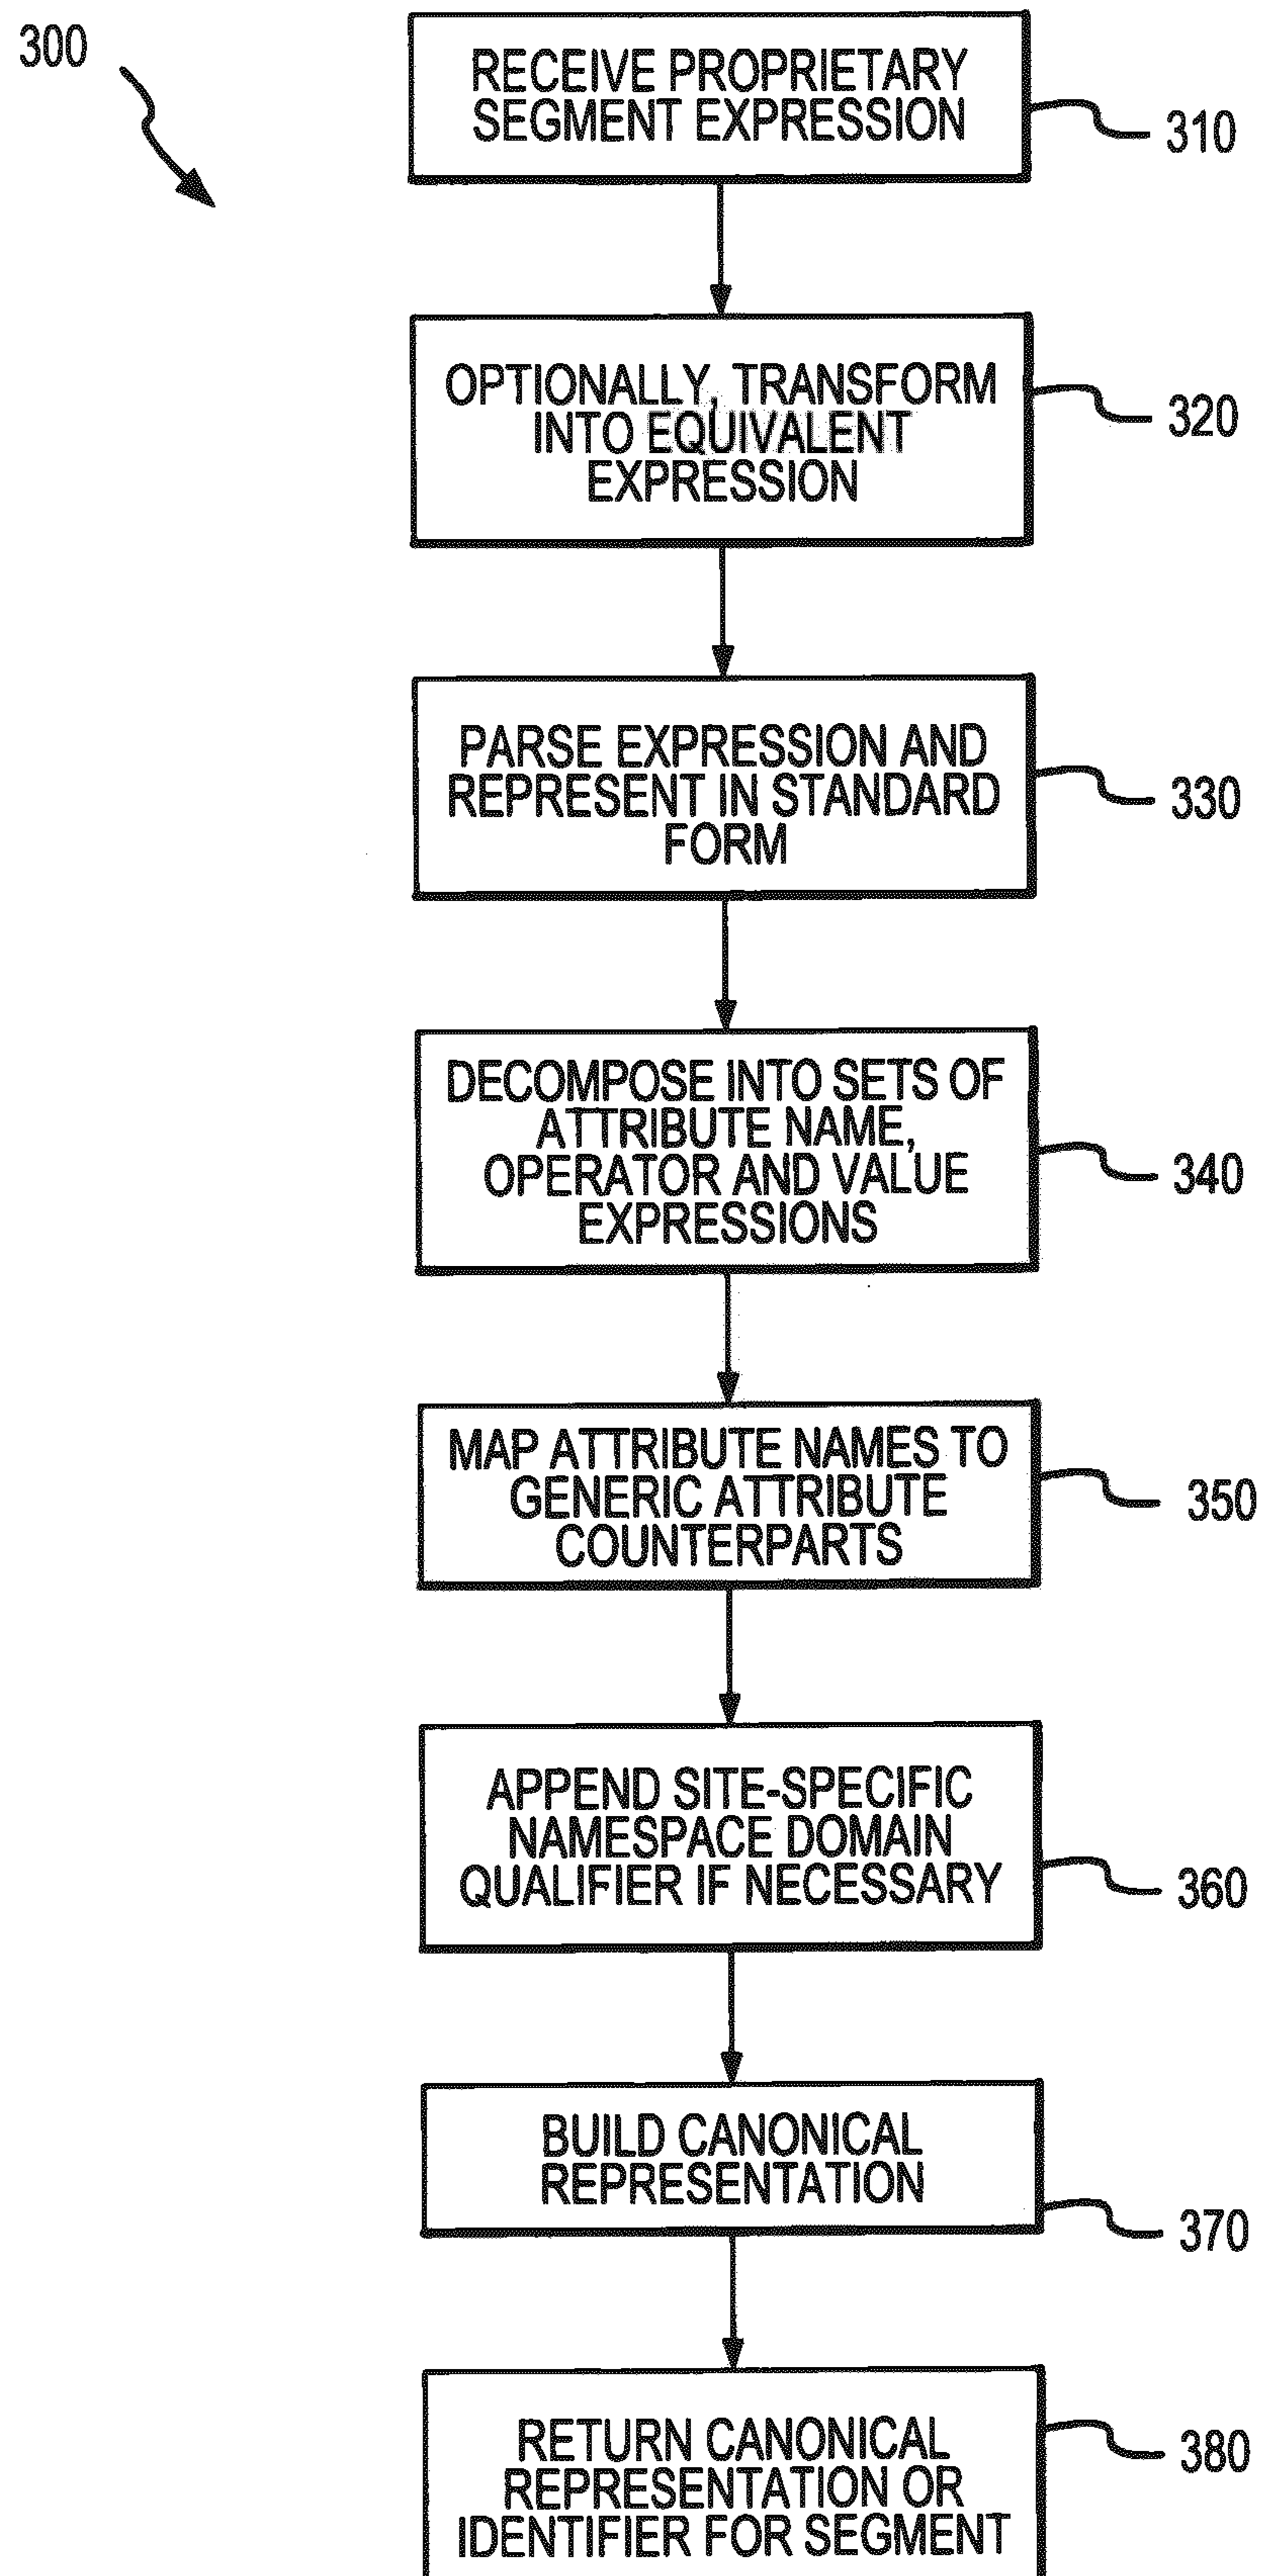 300
RECEIVE PROPRIETARY
SEGMENT EXPRESSION
310
OPTIONALLY, TRANSFORM
INTO EQUIVALENT
EXPRESSION
320
PARSE EXPRESSION AND
REPRESENT IN STANDARD
FORM
330
DECOMPOSE INTO SETS OF
ATTRIBUTE NAME,
OPERATOR AND VALUE
EXPRESSIONS
340
MAP ATTRIBUTE NAMES TO
GENERIC ATTRIBUTE
COUNTERPARTS
350
APPEND SITE-SPECIFIC
NAMESPACE DOMAIN
QUALIFIER IF NECESSARY
360
BUILD CANONICAL
REPRESENTATION
370
RETURN CANONICAL
REPRESENTATION OR
IDENTIFIER FOR SEGMENT
380